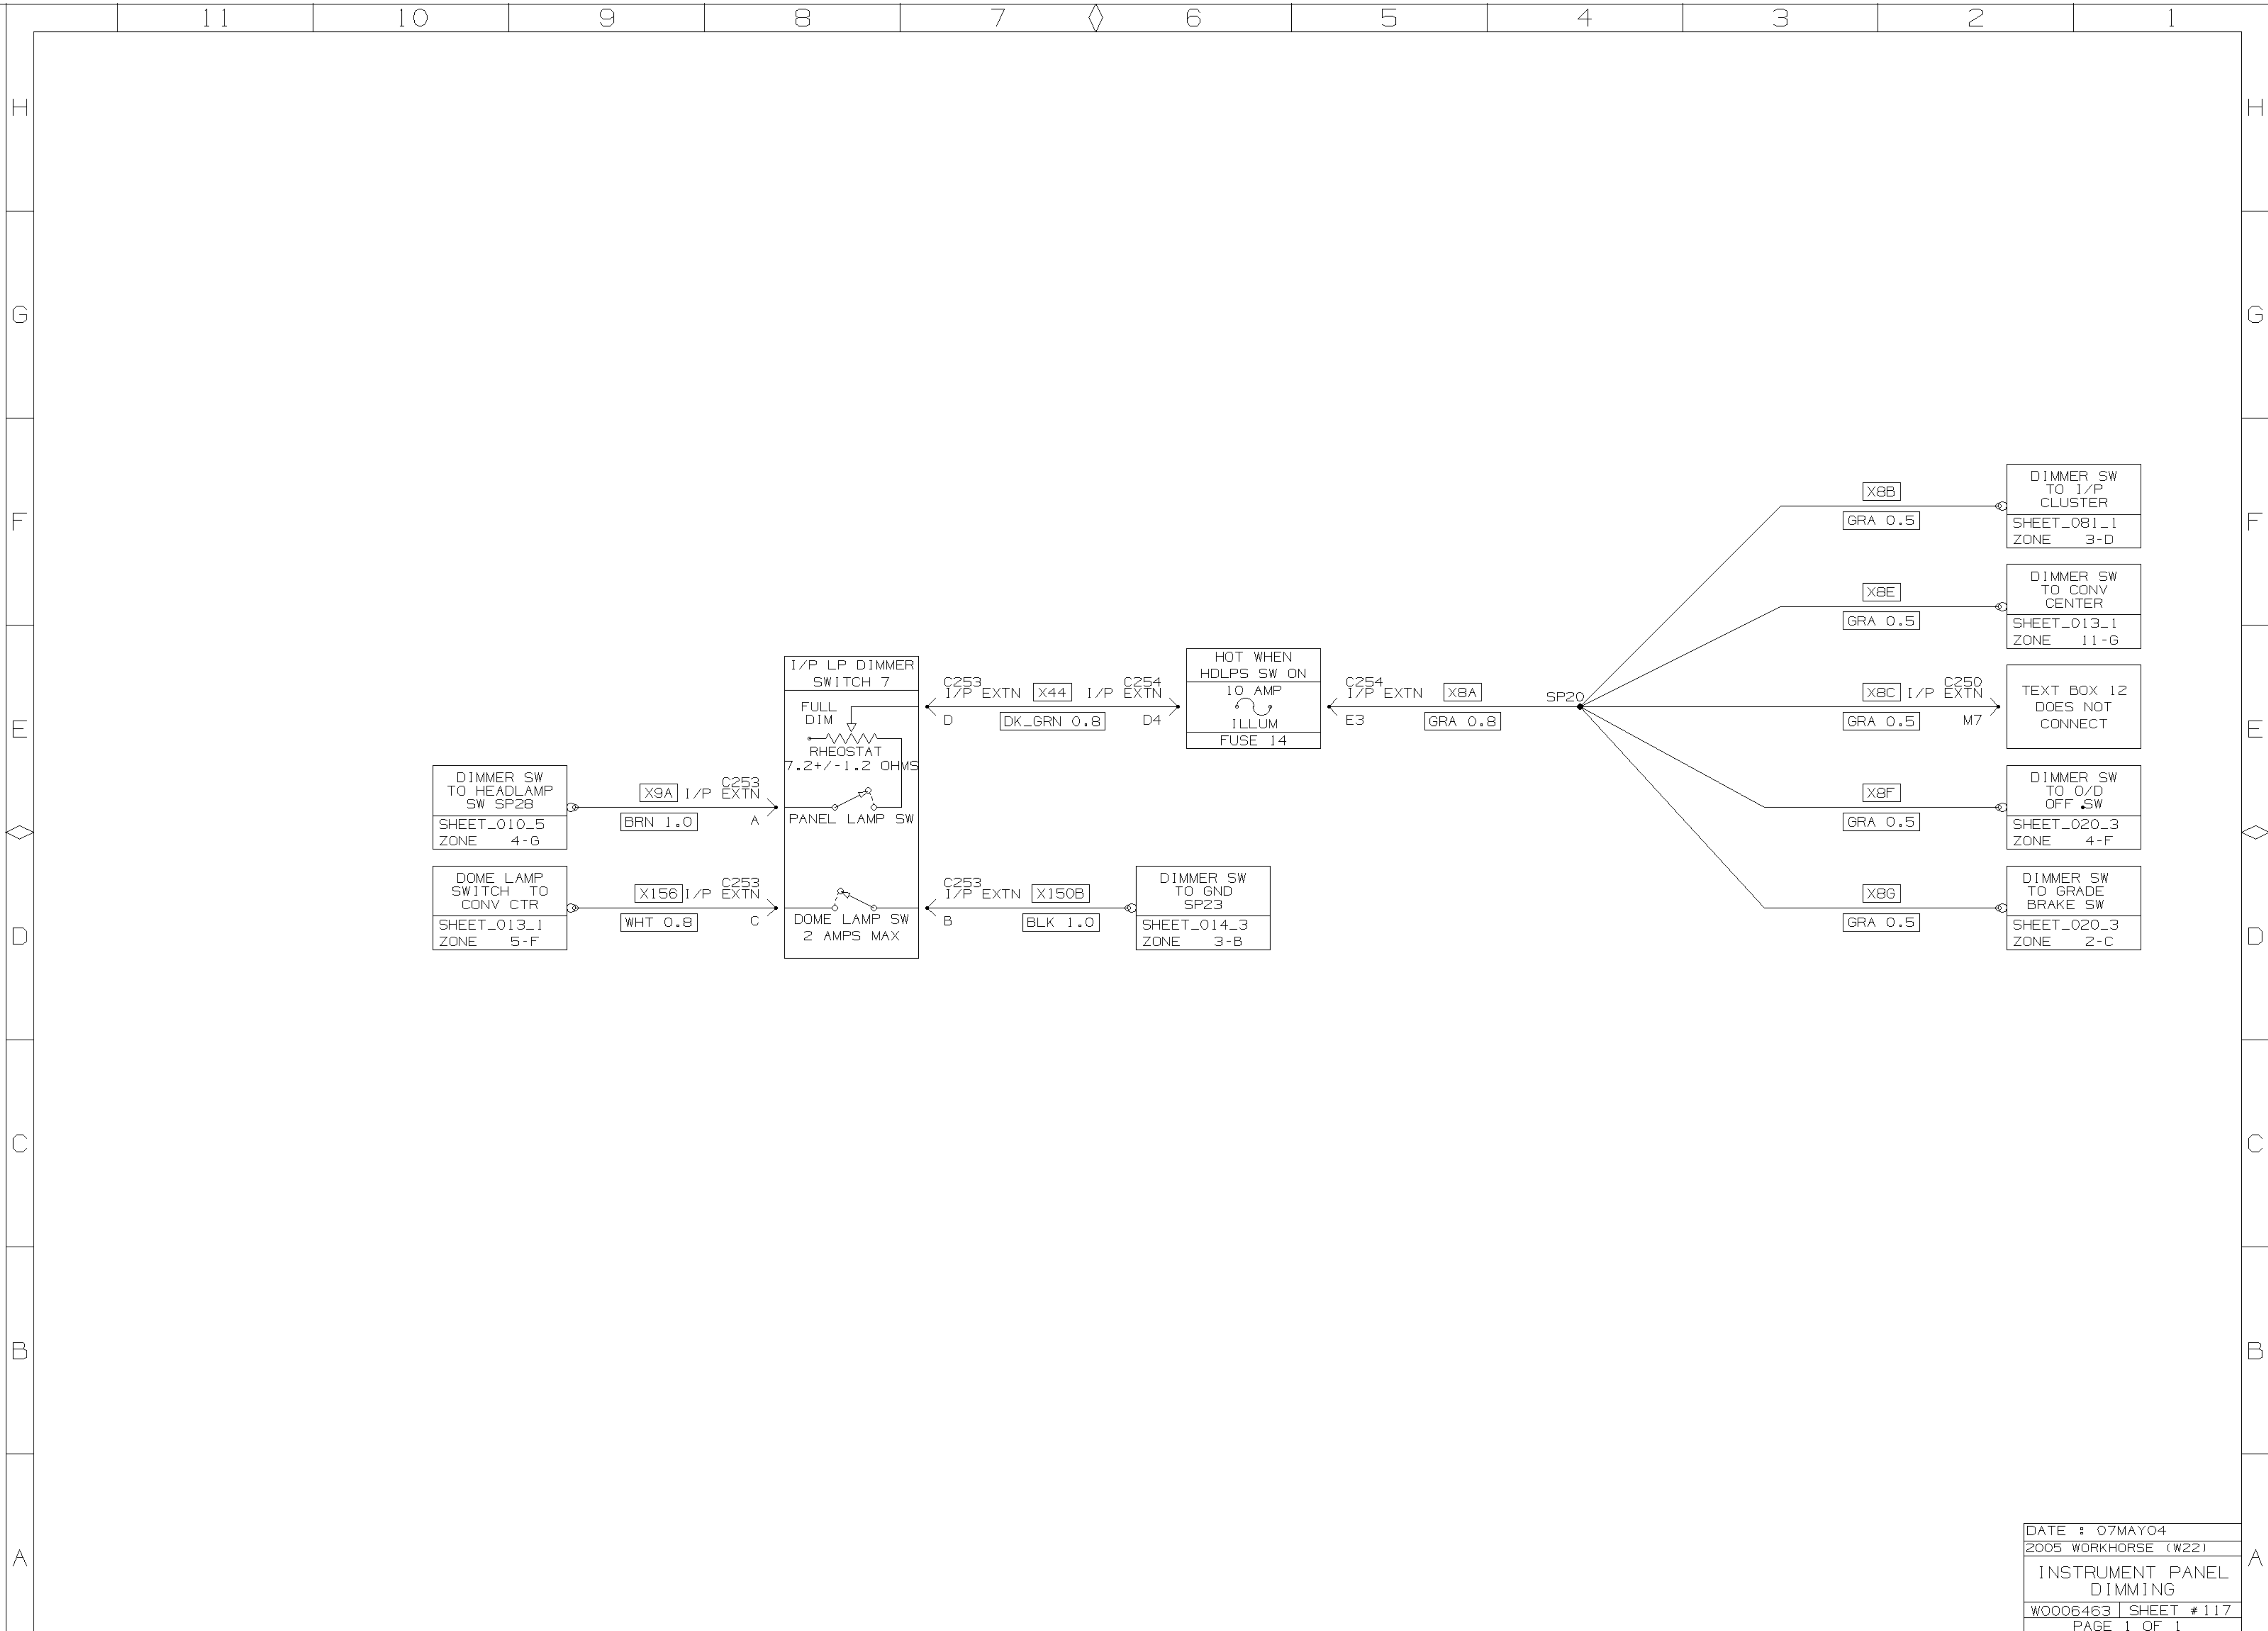 11 10 9 8 7 6 5 4 3 2 1
H H
G G
F F
E E
D D
C C
B B
A A
DIMMER SW
TO HEADLAMP
SW SP28
SHEET_010_5
ZONE 4-G
X9A I/P EXTN
C253
BRN 1.0
A
DOME LAMP
SWITCH TO
CONV CTR
SHEET_013_1
ZONE 5-F
X156 I/P EXTN
C253
WHT 0.8
C
I/P LP DIMMER
SWITCH 7
FULL
DIM
RHEOSTAT
7.2+/-1.2 OHMS
PANEL LAMP SW
DOME LAMP SW
2 AMPS MAX
C253
I/P EXTN X44
D
DK_GRN 0.8
C254
I/P EXTN
D4
C253
I/P EXTN X150B
B
BLK 1.0
DIMMER SW
TO GND
SP23
SHEET_014_3
ZONE 3-B
HOT WHEN
HDLPS SW ON
10 AMP
ILLUM
FUSE 14
C254
I/P EXTN X8A
E3
GRA 0.8
SP20
X8B
GRA 0.5
DIMMER SW
TO I/P
CLUSTER
SHEET_081_1
ZONE 3-D
X8E
GRA 0.5
DIMMER SW
TO CONV
CENTER
SHEET_013_1
ZONE 11-G
X8C I/P EXTN
C250
GRA 0.5
M7
TEXT BOX 12
DOES NOT
CONNECT
X8F
GRA 0.5
DIMMER SW
TO O/D
OFF SW
SHEET_020_3
ZONE 4-F
X8G
GRA 0.5
DIMMER SW
TO GRADE
BRAKE SW
SHEET_020_3
ZONE 2-C
DATE : 07MAY04
2005 WORKHORSE (W22)
INSTRUMENT PANEL
DIMMING
W0006463 SHEET #117
PAGE 1 OF 1